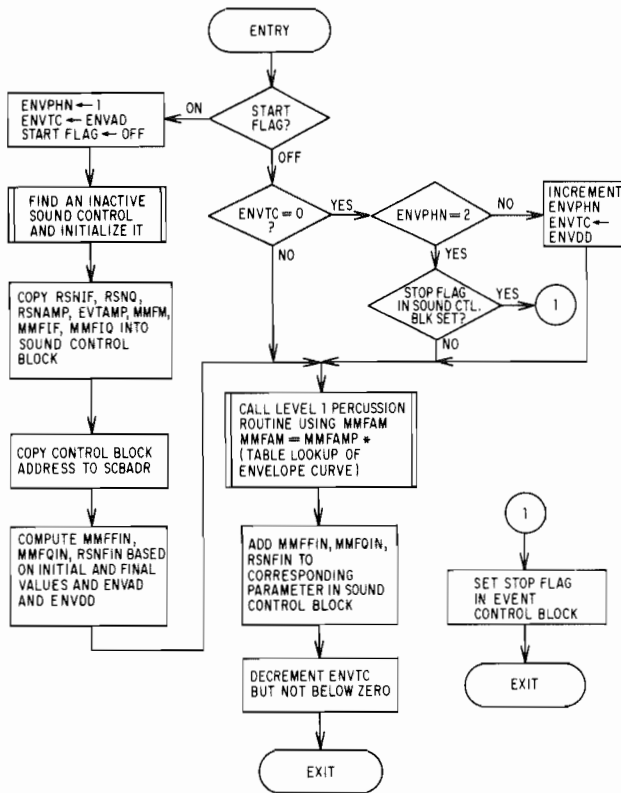 ENTRY
START
FLAG?
ON
OFF
ENVPHN ← 1
ENVTC ← ENVAD
START FLAG ← OFF
FIND AN INACTIVE
SOUND CONTROL
AND INITIALIZE IT
COPY RSNIF, RSNQ,
RSNAMP, EVTAMP, MMFM,
MMFIF, MMFIQ INTO
SOUND CONTROL
BLOCK
COPY CONTROL BLOCK
ADDRESS TO SCBADR
COMPUTE MMFFIN,
MMFQIN, RSNFIN BASED
ON INITIAL AND FINAL
VALUES AND ENVAD
AND ENVDD
ENVTC = 0
?
YES
NO
ENVPHN = 2
NO
YES
INCREMENT
ENVPHN
ENVTC ←
ENVDD
STOP FLAG
IN SOUND CTL.
BLK SET?
YES
1
NO
CALL LEVEL 1 PERCUSSION
ROUTINE USING MMFAM
MMFAM = MMFAMP *
(TABLE LOOKUP OF
ENVELOPE CURVE)
ADD MMFFIN, MMFQIN,
RSNFIN TO
CORRESPONDING
PARAMETER IN SOUND
CONTROL BLOCK
DECREMENT ENVTC
BUT NOT BELOW ZERO
EXIT
1
SET STOP FLAG
IN EVENT
CONTROL BLOCK
EXIT